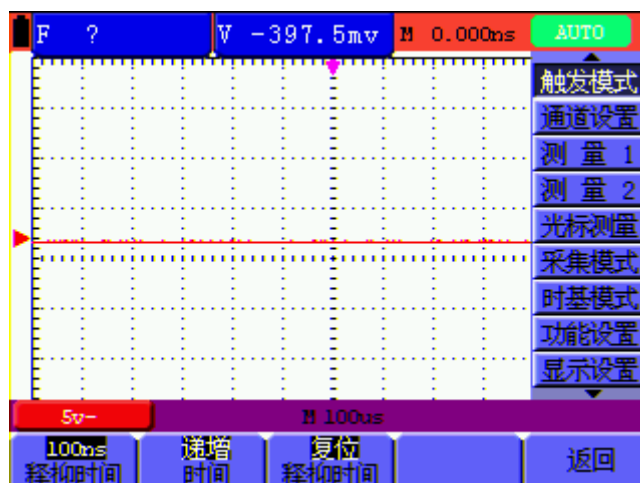 F ? V -397.5mv M 0.000ns AUTO
触发模式
通道设置
测 量 1
测 量 2
光标测量
采集模式
时基模式
功能设置
显示设置
5v- M 100us
100ns 递增 复位
释抑时间 时间 释抑时间 返回